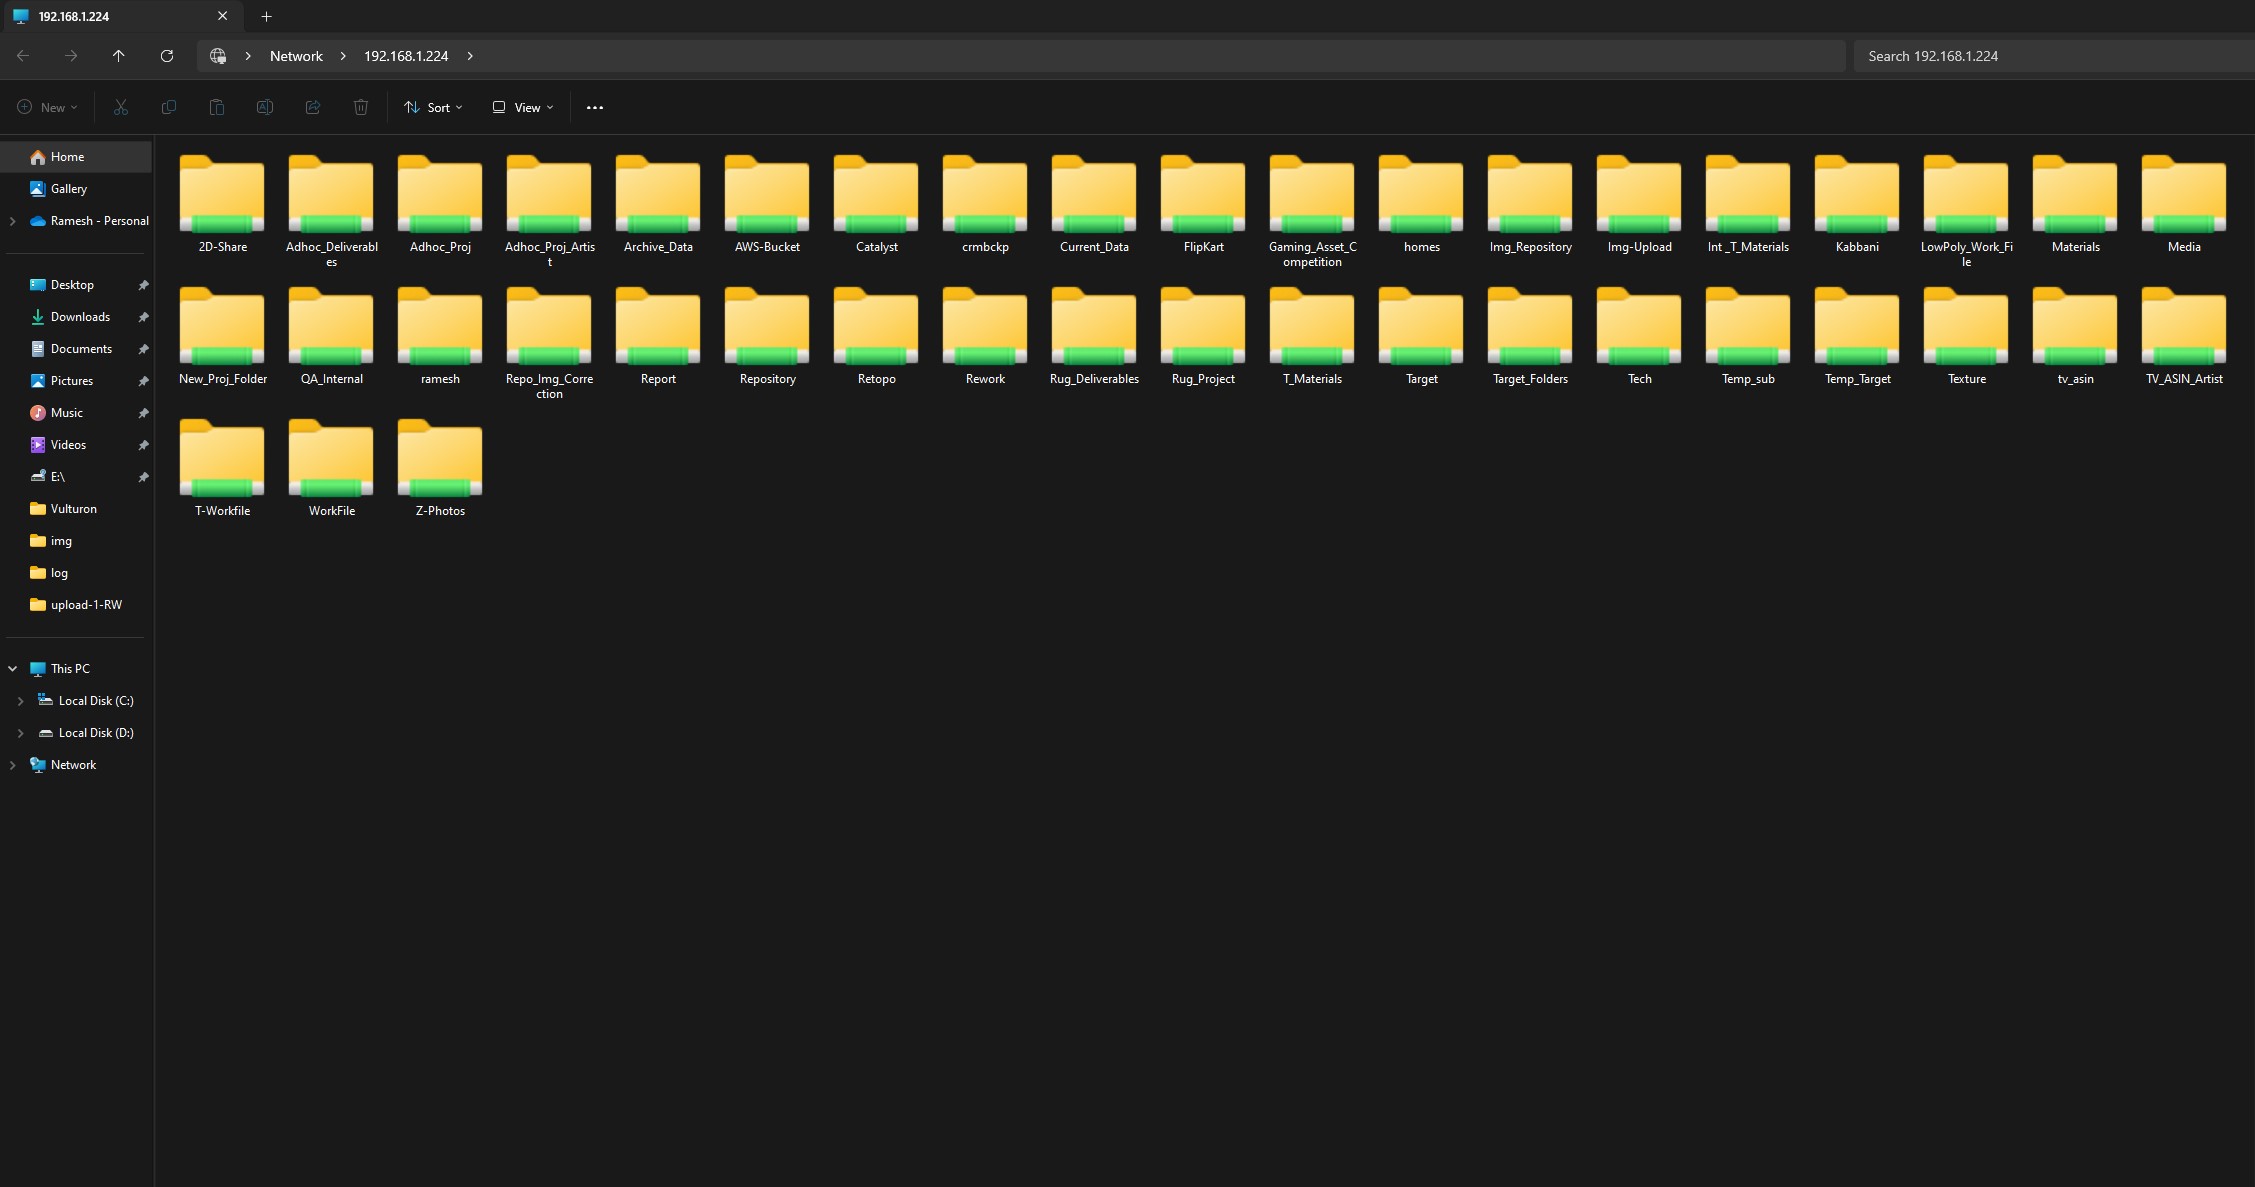 192.168.1.224
Network 192.168.1.224
Search 192.168.1.224
New Sort View
Home
Gallery
Ramesh - Personal
Desktop
Downloads
Documents
Pictures
Music
Videos
E:\
Vulturon
img
log
upload-1-RW
This PC
Local Disk (C:)
Local Disk (D:)
Network
2D-Share
Adhoc_Deliverabl
es
Adhoc_Proj
Adhoc_Proj_Artis
t
Archive_Data
AWS-Bucket
Catalyst
crmbckp
Current_Data
FlipKart
Gaming_Asset_C
ompetition
homes
Img_Repository
Img-Upload
Int _T_Materials
Kabbani
LowPoly_Work_Fi
le
Materials
Media
New_Proj_Folder
QA_Internal
ramesh
Repo_Img_Corre
ction
Report
Repository
Retopo
Rework
Rug_Deliverables
Rug_Project
T_Materials
Target
Target_Folders
Tech
Temp_sub
Temp_Target
Texture
tv_asin
TV_ASIN_Artist
T-Workfile
WorkFile
Z-Photos